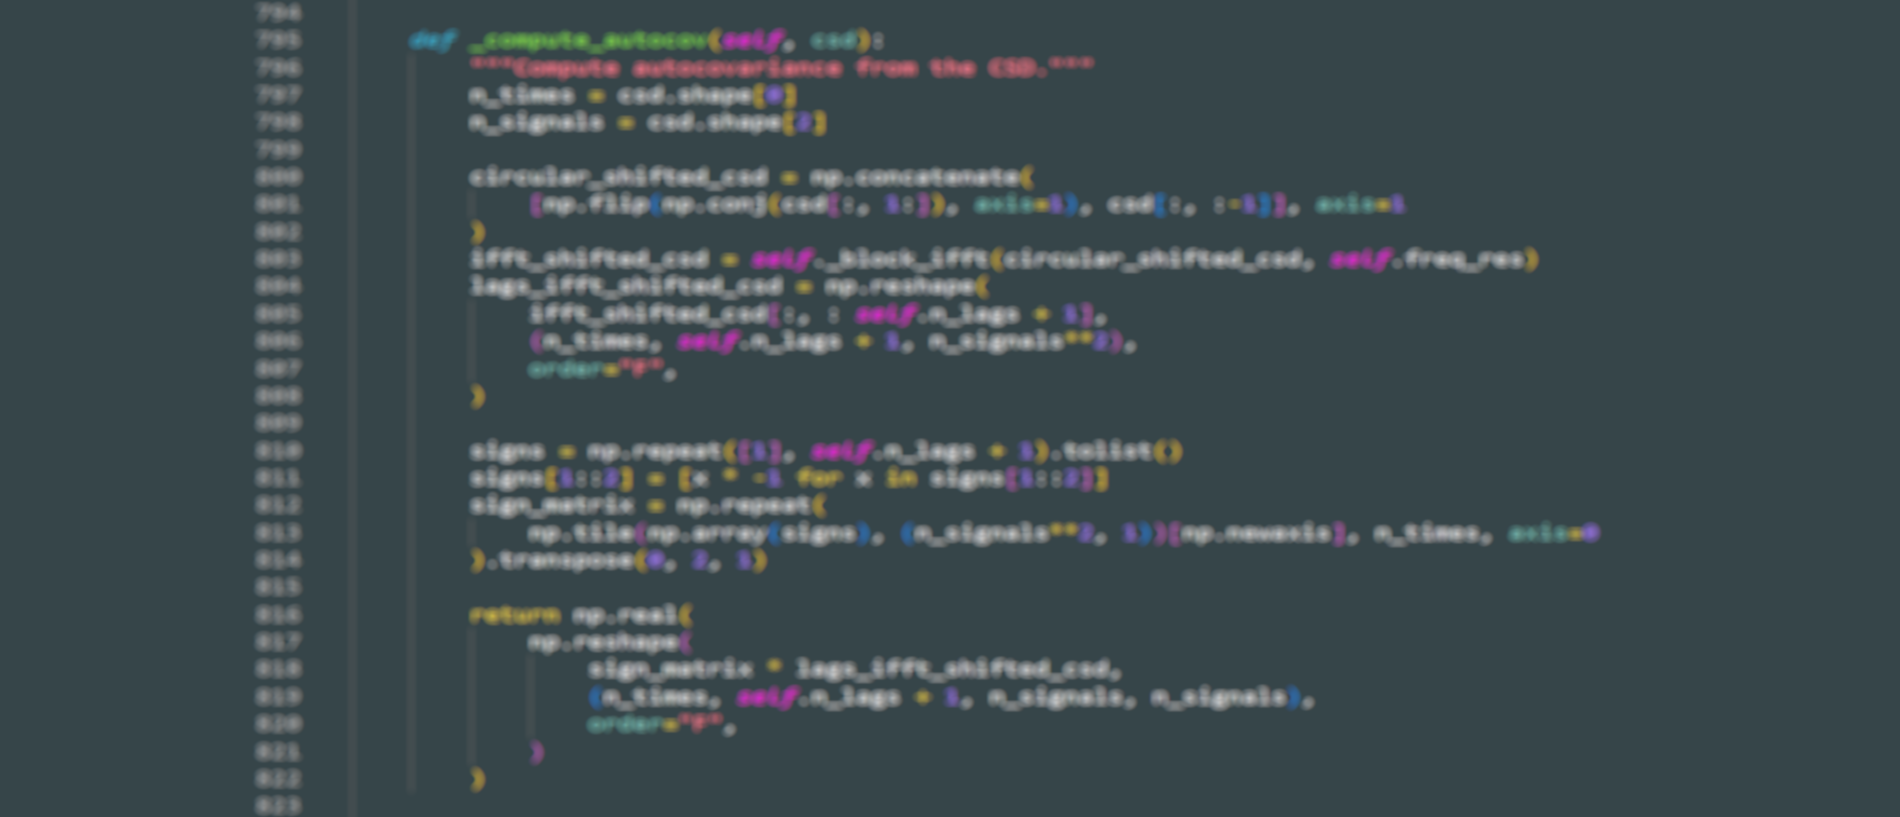 794
795 def _compute_autocov(self, csd):
796 """Compute autocovariance from the CSD."""
797 n_times = csd.shape[0]
798 n_signals = csd.shape[2]
799
800 circular_shifted_csd = np.concatenate(
801 [np.flip(np.conj(csd[:, 1:]), axis=1), csd[:, :-1]], axis=1
802 )
803 ifft_shifted_csd = self._block_ifft(circular_shifted_csd, self.freq_res)
804 lags_ifft_shifted_csd = np.reshape(
805 ifft_shifted_csd[:, : self.n_lags + 1],
806 (n_times, self.n_lags + 1, n_signals**2),
807 order="F",
808 )
809
810 signs = np.repeat([1], self.n_lags + 1).tolist()
811 signs[1::2] = [x * -1 for x in signs[1::2]]
812 sign_matrix = np.repeat(
813 np.tile(np.array(signs), (n_signals**2, 1))[np.newaxis], n_times, axis=0
814 ).transpose(0, 2, 1)
815
816 return np.real(
817 np.reshape(
818 sign_matrix * lags_ifft_shifted_csd,
819 (n_times, self.n_lags + 1, n_signals, n_signals),
820 order="F",
821 )
822 )
823